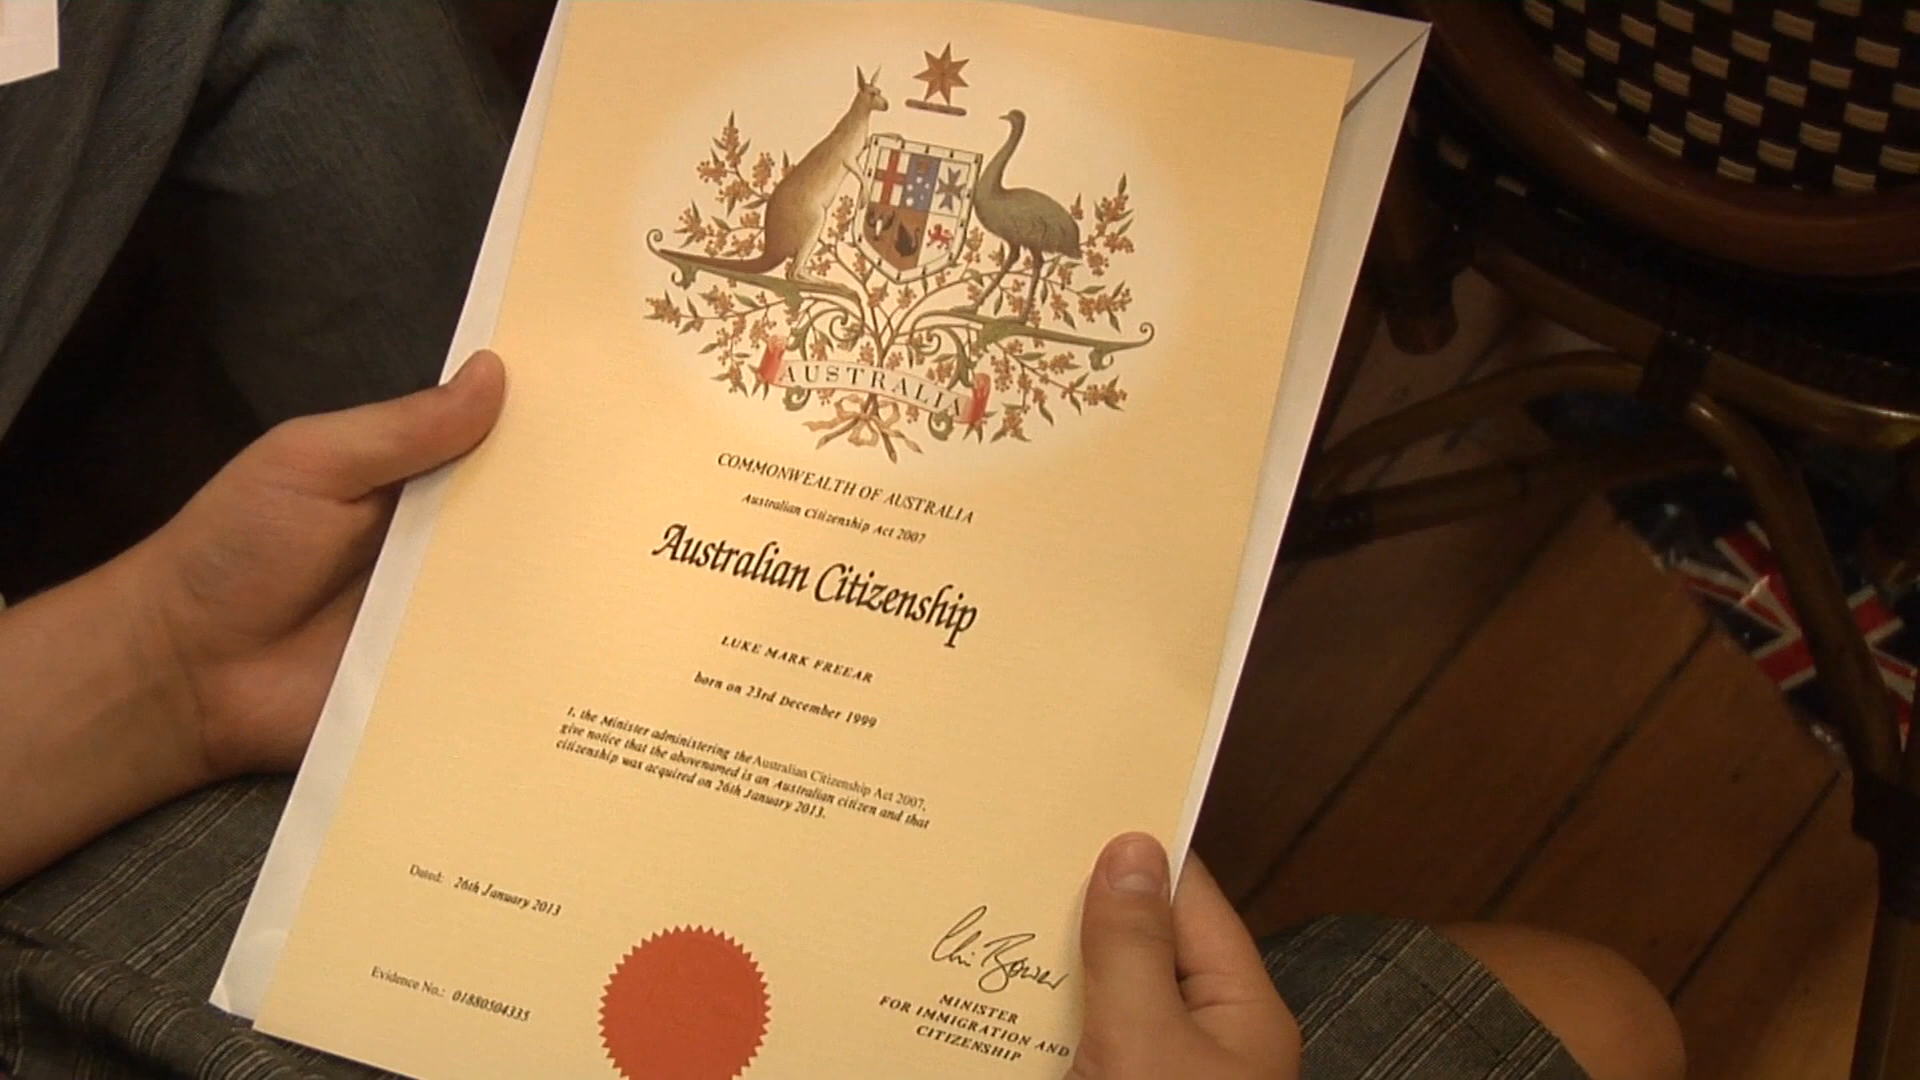 AUSTRALIA
COMMONWEALTH OF AUSTRALIA
Australian Citizenship Act 2007
Australian Citizenship
LUKE MARK FREEAR
born on 23rd December 1999
I, the Minister administering the Australian Citizenship Act 2007,
give notice that the abovenamed is an Australian citizen and that
citizenship was acquired on 26th January 2013.
Dated: 26th January 2013
Chris Bowen
Evidence No.: 01880504335
MINISTER
FOR IMMIGRATION AND
CITIZENSHIP